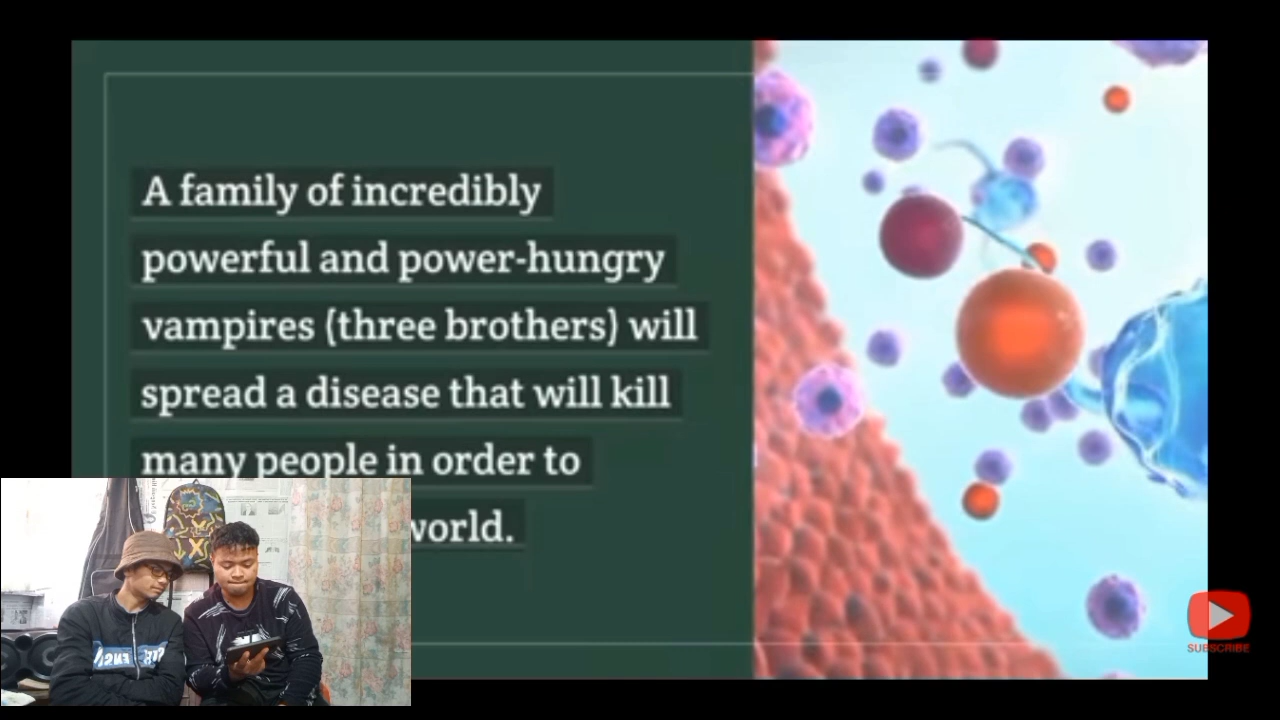 A family of incredibly
powerful and power-hungry
vampires (three brothers) will
spread a disease that will kill
many people in order to
world.
SUBSCRIBE